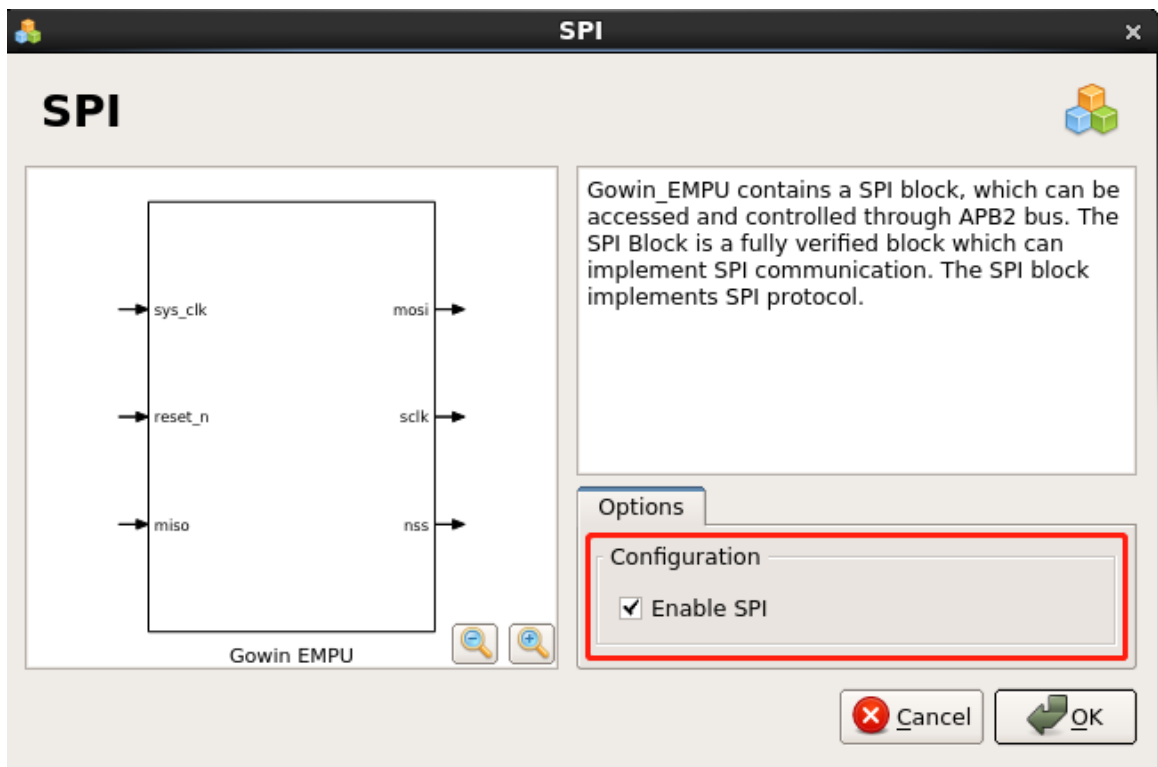 SPI
SPI
sys_clk
mosi
reset_n
sclk
miso
nss
Gowin EMPU
Gowin_EMPU contains a SPI block, which can be
accessed and controlled through APB2 bus. The
SPI Block is a fully verified block which can
implement SPI communication. The SPI block
implements SPI protocol.
Options
Configuration
Enable SPI
Cancel
OK